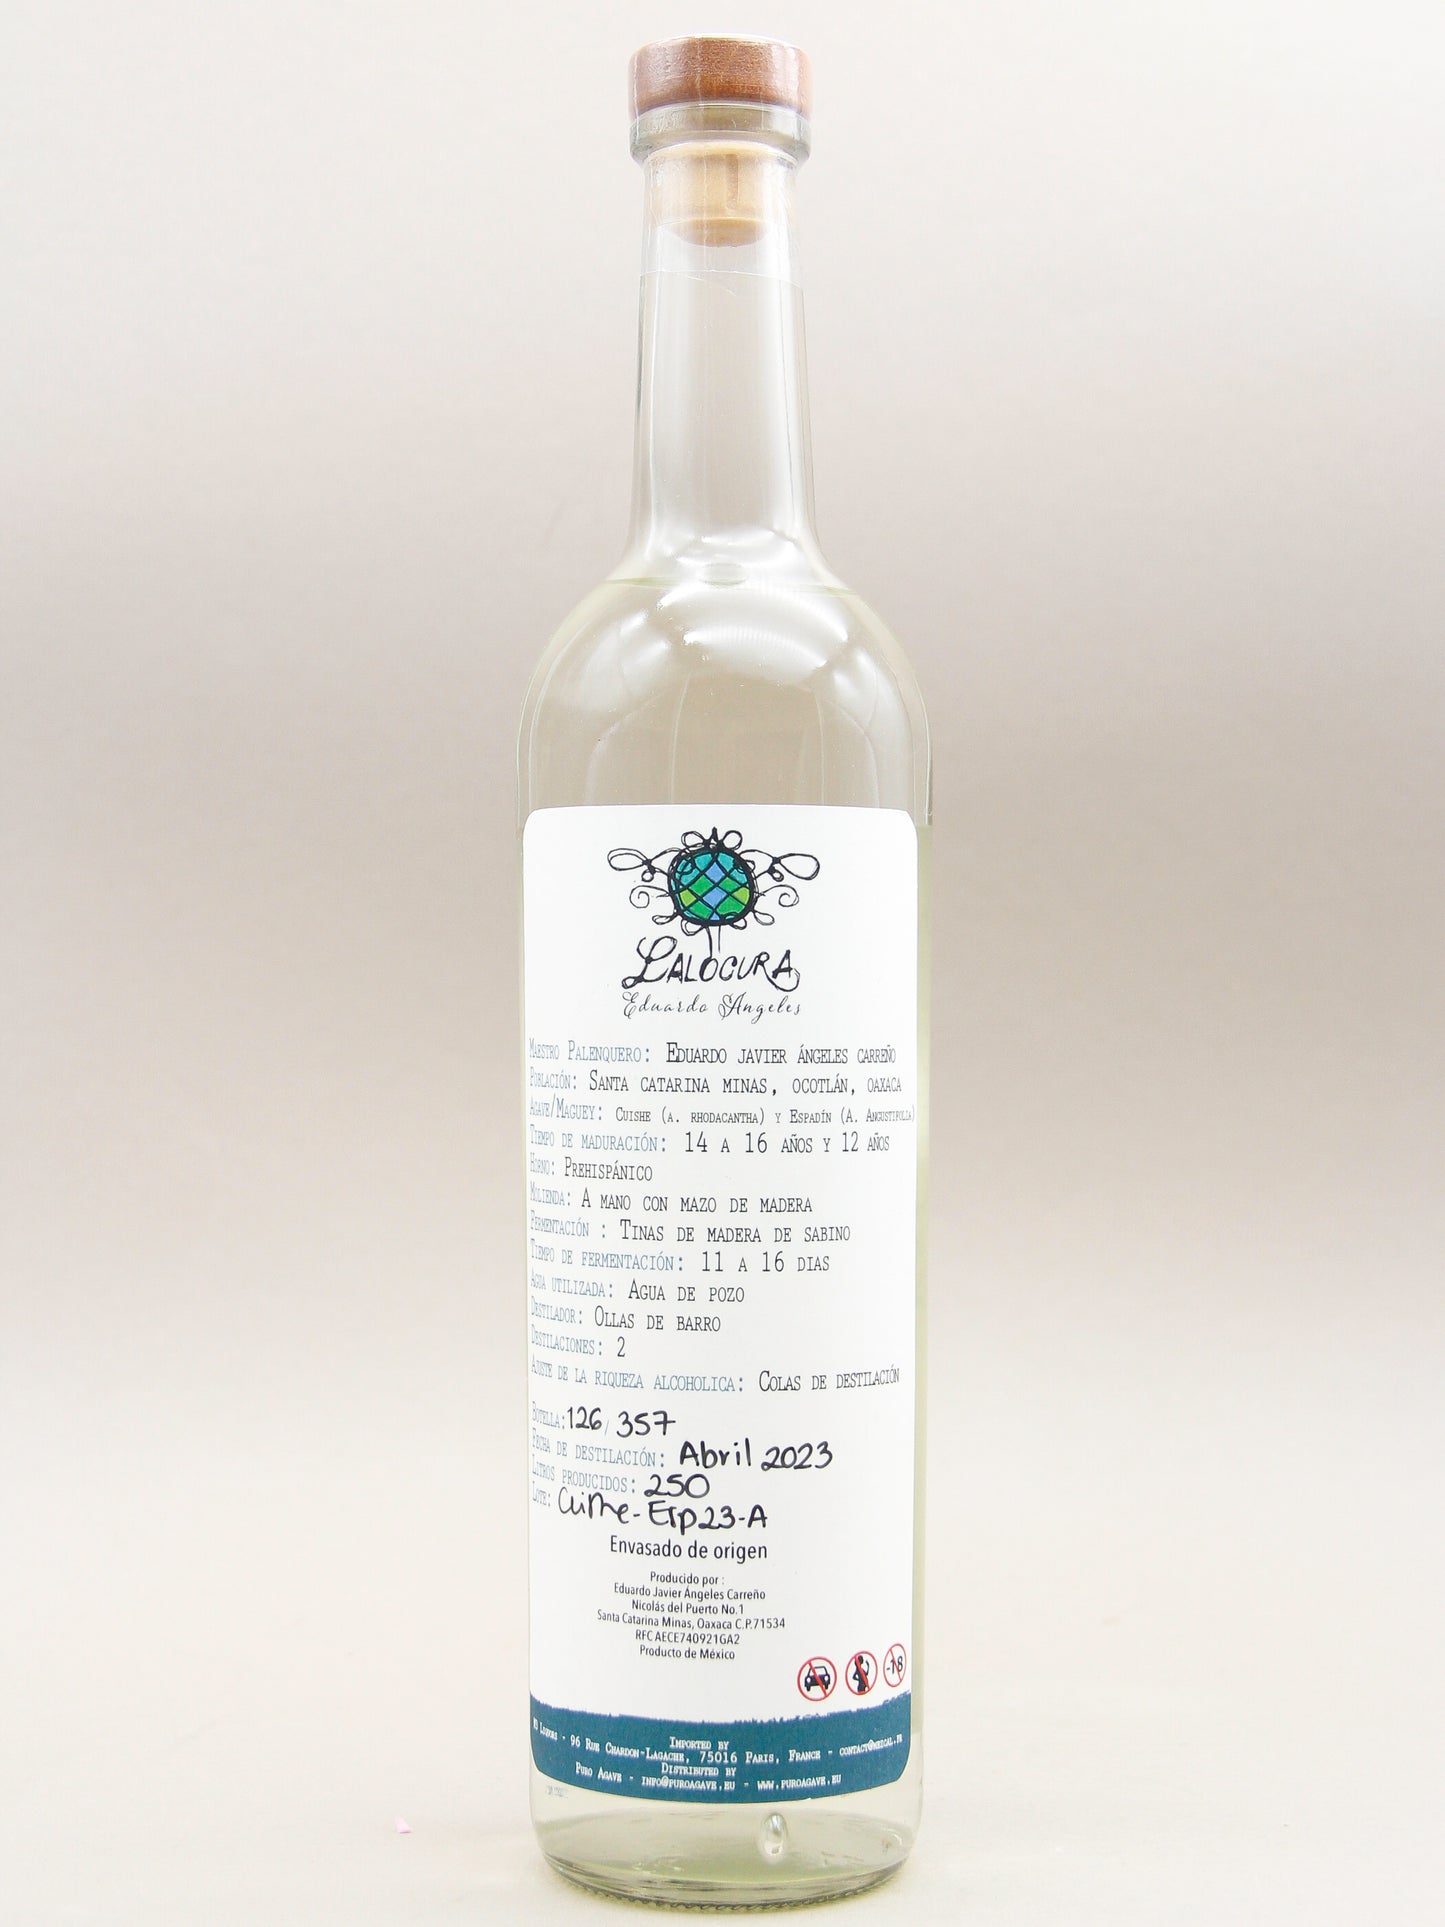 LALOCURA
Eduardo Ángeles
Maestro Palenquero: Eduardo Javier Ángeles Carreño
Población: Santa Catarina Minas, Ocotlán, Oaxaca
Agave/Maguey: Cuishe (A. Rhodacantha) y Espadín (A. Angustifolia)
Tiempo de maduración: 14 a 16 años y 12 años
Horno: Prehispánico
Molienda: A mano con mazo de madera
Fermentación : Tinas de madera de sabino
Tiempo de fermentación: 11 a 16 dias
Agua utilizada: Agua de pozo
Destilador: Ollas de barro
Destilaciones: 2
Ajuste de la riqueza alcoholica: Colas de destilación
Botella: 126/357
Fecha de destilación: Abril 2023
Litros producidos: 250
Lote: 23-A
Envasado de origen
Producido por :
Eduardo Javier Ángeles Carreño
Nicolás del Puerto No.1
Santa Catarina Minas, Oaxaca C.P.71534
RFC AECE740921GA2
Producto de México
-18
Imported by
Liquors - 96 Rue Chardon-Lagache, 75016 Paris, France - contact@mezcal.fr
Distributed by
Puro Agave - info@puroagave.eu - www.puroagave.eu